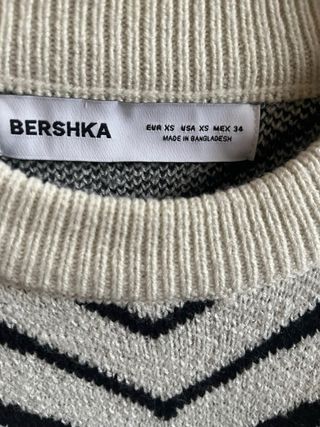 BERSHKA
EUR XS USA XS MEX 34
MADE IN BANGLADESH